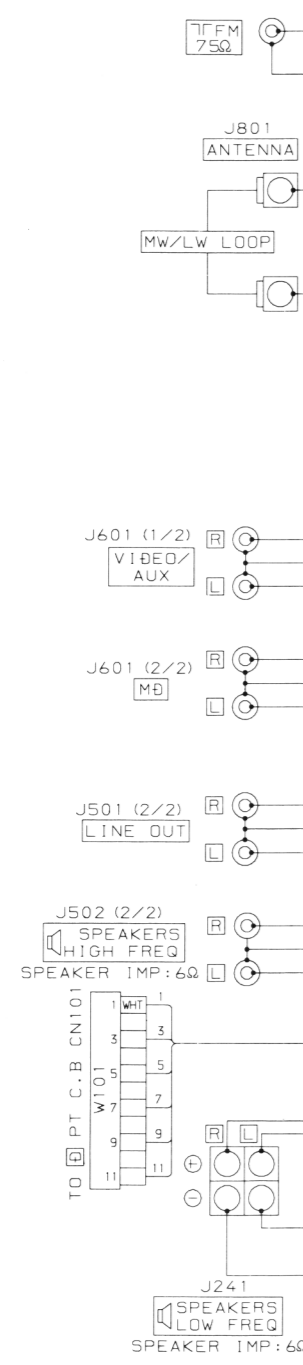 FM
75Ω
J801
ANTENNA
MW/LW LOOP
J601 (1/2)
VIDEO/
AUX
R
L
J601 (2/2)
MD
R
L
J501 (2/2)
LINE OUT
R
L
J502 (2/2)
SPEAKERS
HIGH FREQ
SPEAKER IMP:6Ω
R
L
TO D PT C.B CN101
W101
1 WHT 1
3 3
5 5
7 7
9 9
11 11
R L
+
−
J241
SPEAKERS
LOW FREQ
SPEAKER IMP:6Ω